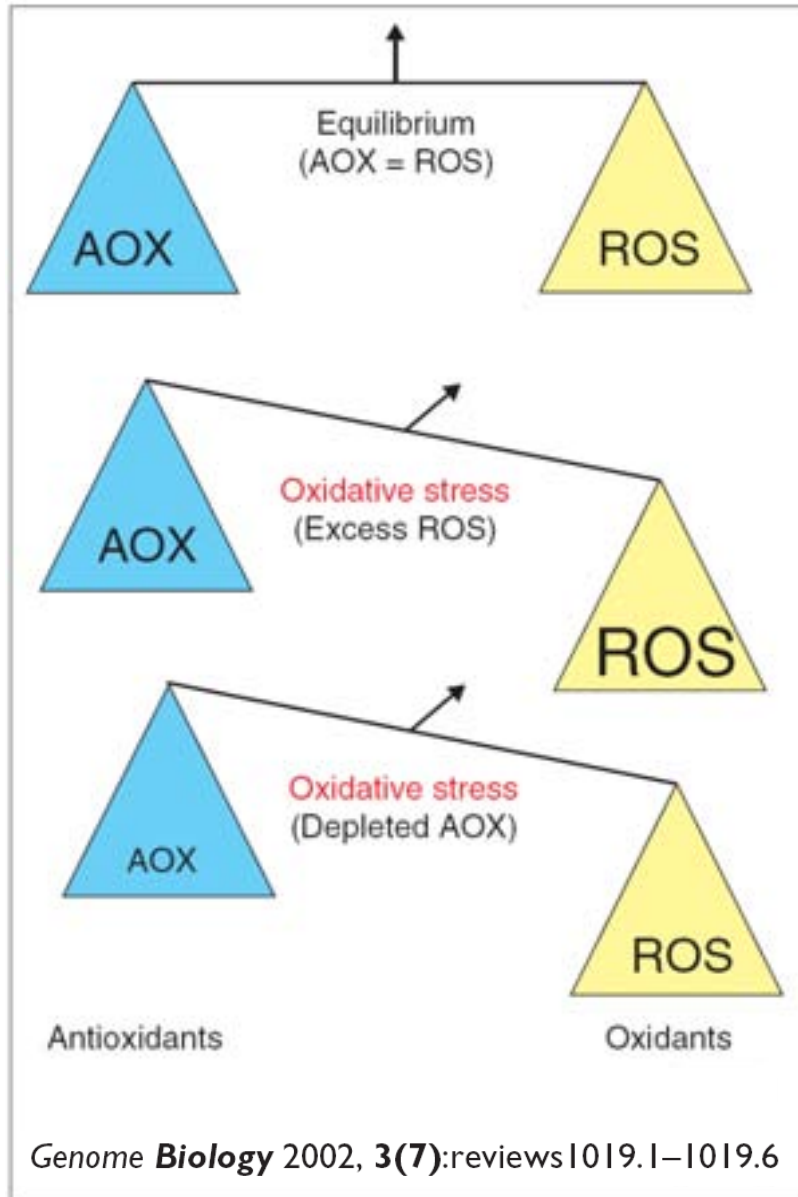 Equilibrium
(AOX = ROS)
AOX
ROS
Oxidative stress
(Excess ROS)
AOX
ROS
Oxidative stress
(Depleted AOX)
AOX
ROS
Antioxidants
Oxidants
Genome Biology 2002, 3(7):reviews1019.1–1019.6